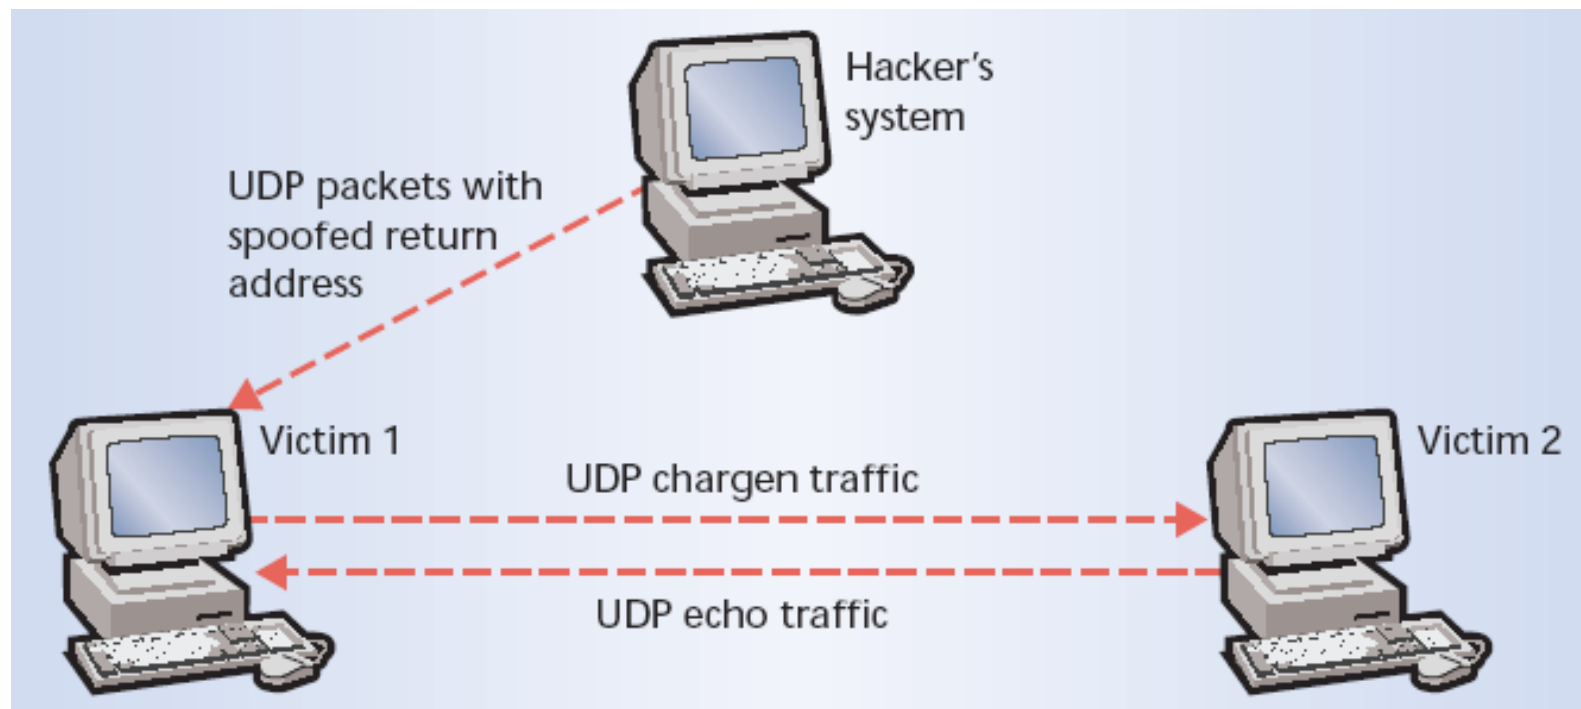 Hacker's
system
UDP packets with
spoofed return
address
Victim 1
Victim 2
UDP chargen traffic
UDP echo traffic